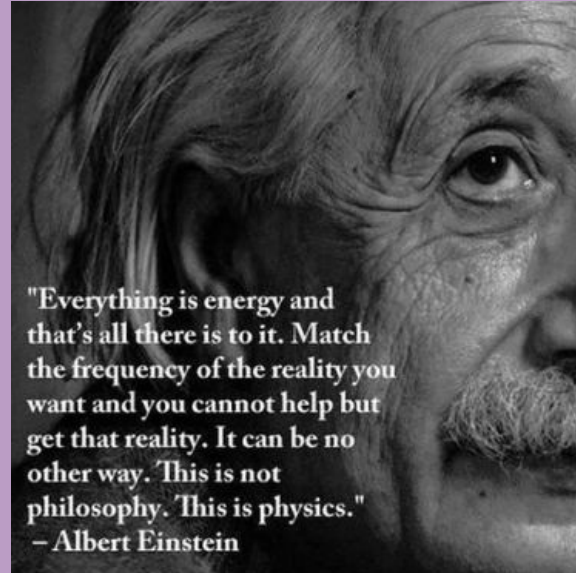 "Everything is energy and
that's all there is to it. Match
the frequency of the reality you
want and you cannot help but
get that reality. It can be no
other way. This is not
philosophy. This is physics."
– Albert Einstein